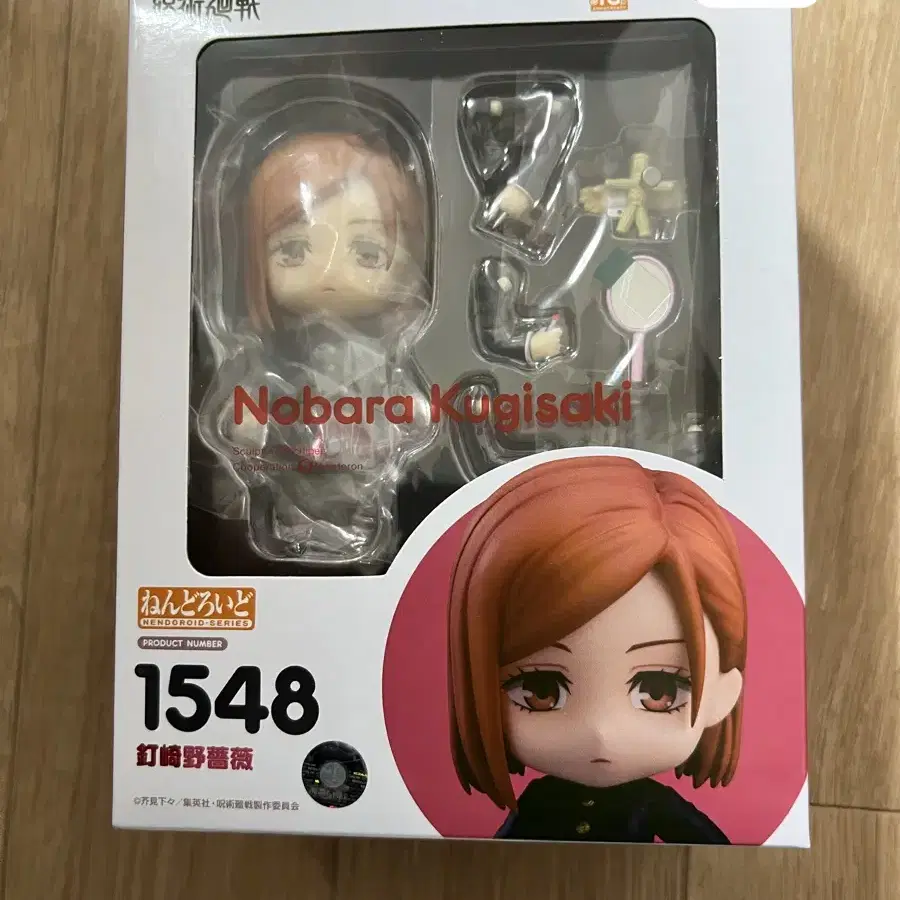 呪術廻戦
Nobara Kugisaki
ねんどろいど
NENDOROID-SERIES
PRODUCT NUMBER
1548
釘崎野薔薇
©芥見下々／集英社・呪術廻戦製作委員会